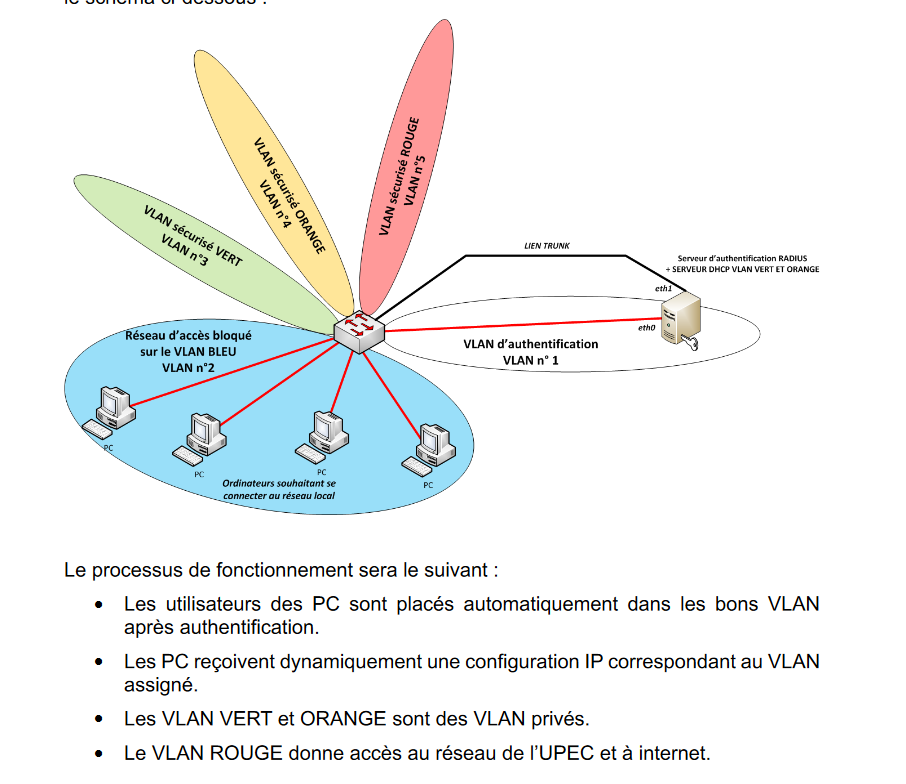 le schéma ci-dessous :
VLAN sécurisé ROUGE
VLAN n°5
VLAN sécurisé ORANGE
VLAN n°4
VLAN sécurisé VERT
VLAN n°3
LIEN TRUNK
Serveur d'authentification RADIUS
+ SERVEUR DHCP VLAN VERT ET ORANGE
eth1
eth0
Réseau d'accès bloqué
sur le VLAN BLEU
VLAN n°2
VLAN d'authentification
VLAN n° 1
PC
PC
PC
PC
Ordinateurs souhaitant se
connecter au réseau local
Le processus de fonctionnement sera le suivant :
• Les utilisateurs des PC sont placés automatiquement dans les bons VLAN
après authentification.
• Les PC reçoivent dynamiquement une configuration IP correspondant au VLAN
assigné.
• Les VLAN VERT et ORANGE sont des VLAN privés.
• Le VLAN ROUGE donne accès au réseau de l'UPEC et à internet.